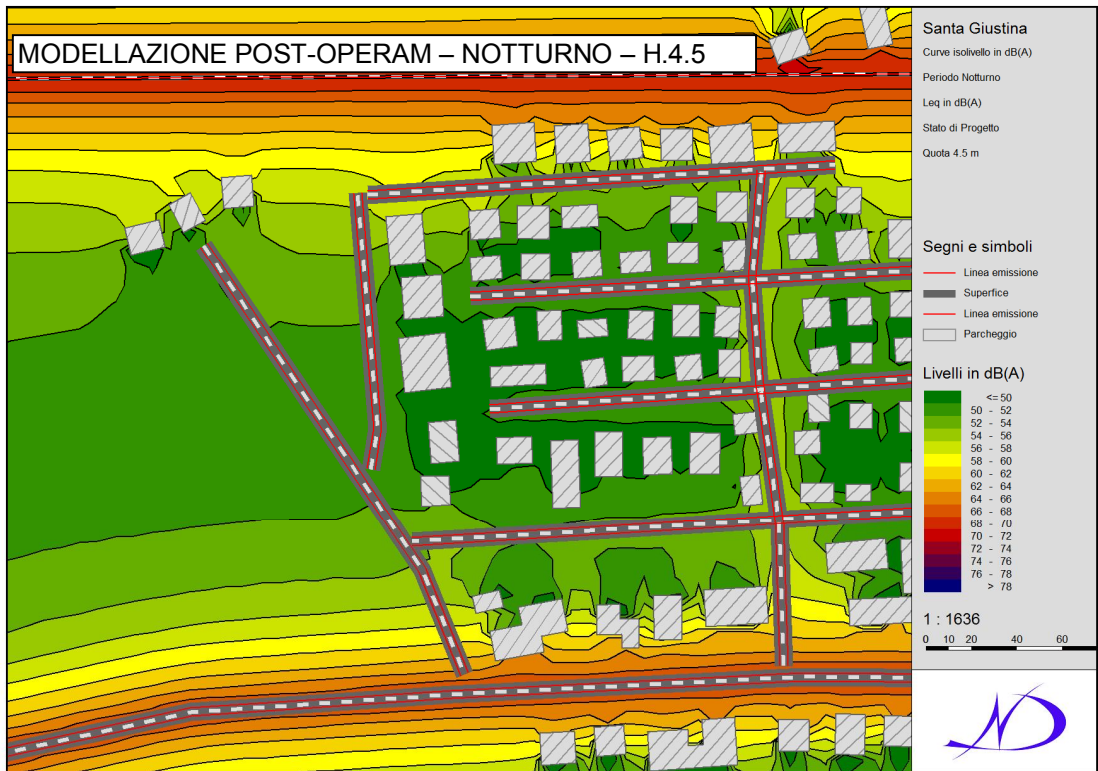 MODELLAZIONE POST-OPERAM – NOTTURNO – H.4.5
Santa Giustina
Curve isolivello in dB(A)
Periodo Notturno
Leq in dB(A)
Stato di Progetto
Quota 4.5 m
Segni e simboli
Linea emissione
Superfice
Linea emissione
Parcheggio
Livelli in dB(A)
<= 50
50 - 52
52 - 54
54 - 56
56 - 58
58 - 60
60 - 62
62 - 64
64 - 66
66 - 68
68 - 70
70 - 72
72 - 74
74 - 76
76 - 78
> 78
1 : 1636
0 10 20 40 60